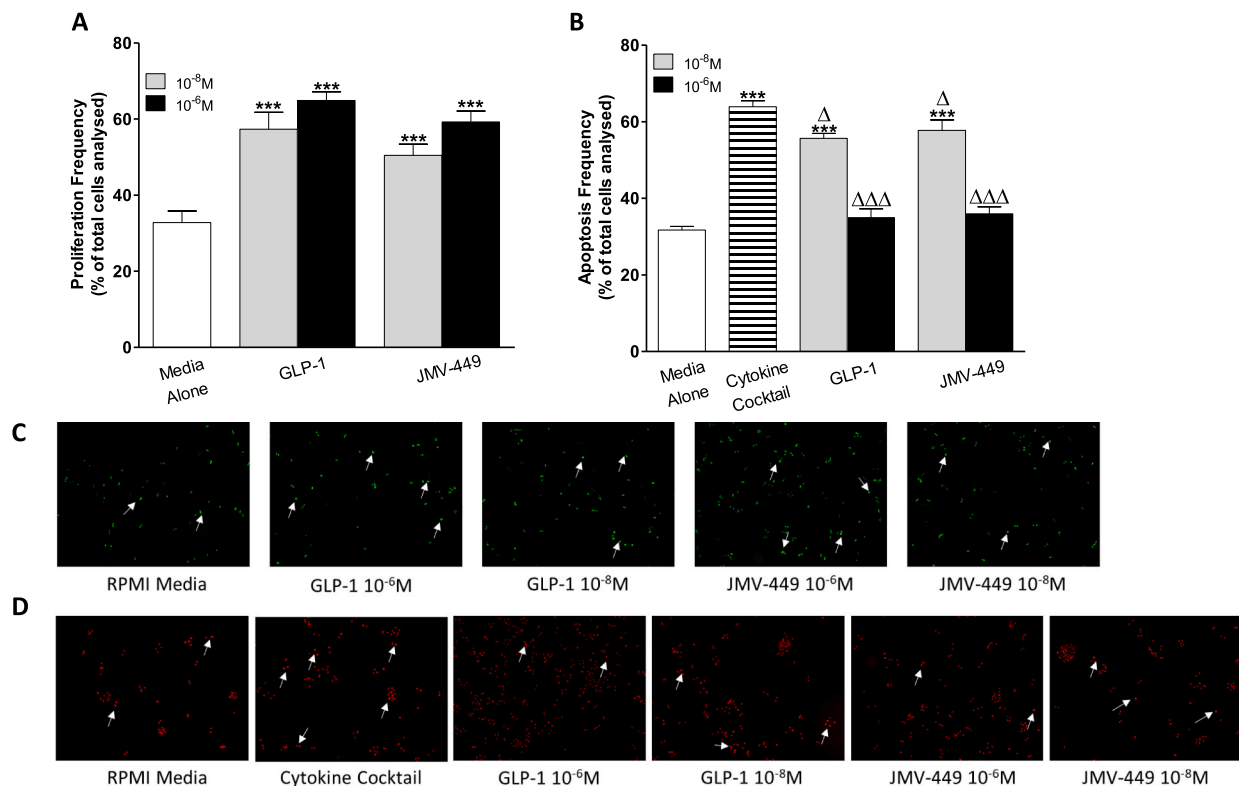 A
Proliferation Frequency
(% of total cells analysed)
80
60
40
20
0
10⁻⁸M
10⁻⁶M
***
***
***
***
Media
Alone
GLP-1
JMV-449
B
Apoptosis Frequency
(% of total cells analysed)
80
60
40
20
0
10⁻⁸M
10⁻⁶M
***
Δ
***
ΔΔΔ
Δ
***
ΔΔΔ
Media
Alone
Cytokine
Cocktail
GLP-1
JMV-449
C
RPMI Media
GLP-1 10⁻⁶M
GLP-1 10⁻⁸M
JMV-449 10⁻⁶M
JMV-449 10⁻⁸M
D
RPMI Media
Cytokine Cocktail
GLP-1 10⁻⁶M
GLP-1 10⁻⁸M
JMV-449 10⁻⁶M
JMV-449 10⁻⁸M